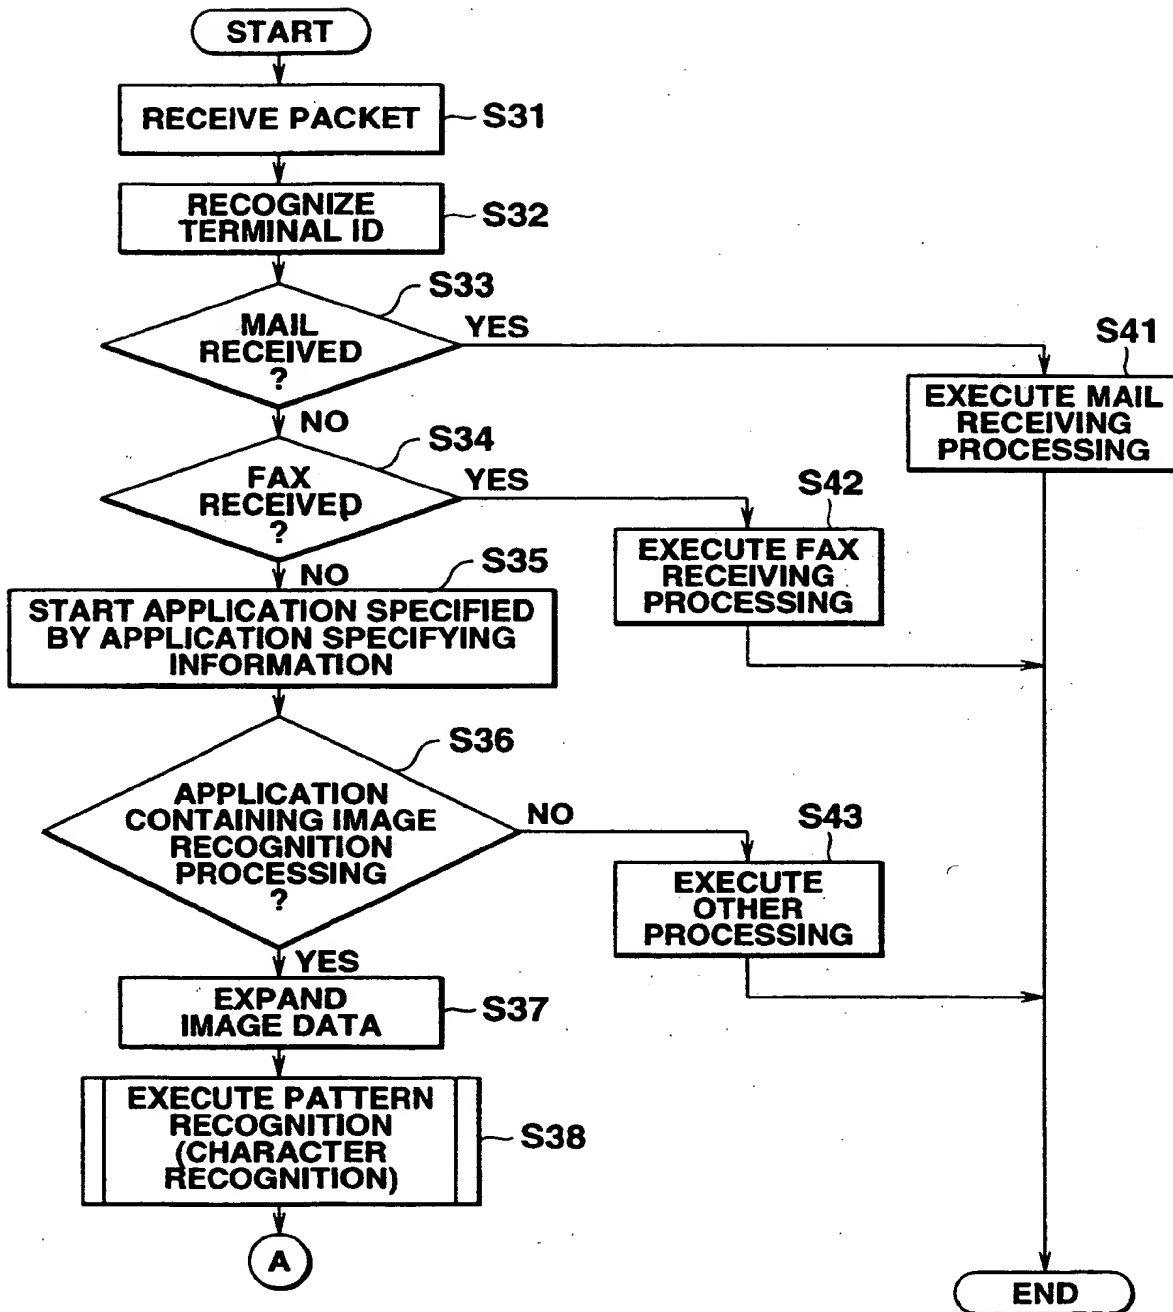 START
RECEIVE PACKET
S31
RECOGNIZE
TERMINAL ID
S32
S33
MAIL
RECEIVED
?
YES
NO
S41
EXECUTE MAIL
RECEIVING
PROCESSING
S34
FAX
RECEIVED
?
YES
NO
S42
EXECUTE FAX
RECEIVING
PROCESSING
S35
START APPLICATION SPECIFIED
BY APPLICATION SPECIFYING
INFORMATION
S36
APPLICATION
CONTAINING IMAGE
RECOGNITION
PROCESSING
?
NO
YES
S43
EXECUTE
OTHER
PROCESSING
EXPAND
IMAGE DATA
S37
EXECUTE PATTERN
RECOGNITION
(CHARACTER
RECOGNITION)
S38
A
END